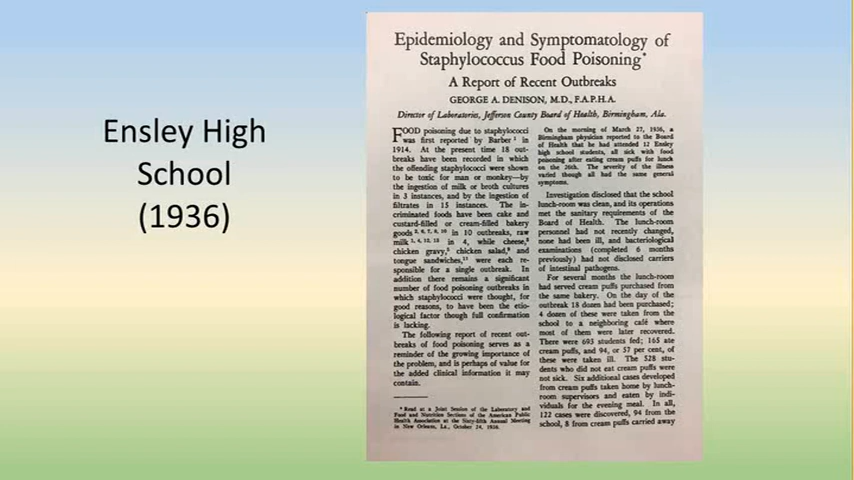 Ensley High
School
(1936)
Epidemiology and Symptomatology of
Staphylococcus Food Poisoning*
A Report of Recent Outbreaks
GEORGE A. DENISON, M.D., F.A.P.H.A.
Director of Laboratories, Jefferson County Board of Health, Birmingham, Ala.
FOOD poisoning due to staphylococci
was first reported by Barber 1 in
1914. At the present time 18 out-
breaks have been recorded in which
the offending staphylococci were shown
to be toxic for man or monkey—by
the ingestion of milk or broth cultures
in 3 instances, and by the ingestion of
filtrates in 15 instances. The in-
criminated foods have been cake and
custard-filled or cream-filled bakery
goods in 10 outbreaks, raw
milk in 4, while cheese,
chicken gravy, chicken salad, and
tongue sandwiches, were each re-
sponsible for a single outbreak. In
addition there remains a significant
number of food poisoning outbreaks in
which staphylococci were thought, for
good reasons, to have been the etio-
logical factor though full confirmation
is lacking.
The following report of recent out-
breaks of food poisoning serves as a
reminder of the growing importance of
the problem, and is perhaps of value for
the added clinical information it may
contain.
* Read at a Joint Session of the Laboratory and
Food and Nutrition Sections of the American Public
Health Association at the Sixty-fifth Annual Meeting
in New Orleans, La., October 24, 1936.
On the morning of March 27, 1936, a
Birmingham physician reported to the Board
of Health that he had attended 12 Ensley
high school students, all sick with food
poisoning after eating cream puffs for lunch
on the 26th. The severity of the illness
varied though all had the same general
symptoms.
Investigation disclosed that the school
lunch-room was clean, and its operations
met the sanitary requirements of the
Board of Health. The lunch-room
personnel had not recently changed,
none had been ill, and bacteriological
examinations (completed 6 months
previously) had not disclosed carriers
of intestinal pathogens.
For several months the lunch-room
had served cream puffs purchased from
the same bakery. On the day of the
outbreak 18 dozen had been purchased;
4 dozen of these were taken from the
school to a neighboring café where
most of them were later recovered.
There were 693 students fed; 165 ate
cream puffs, and 94, or 57 per cent, of
these were taken ill. The 528 stu-
dents who did not eat cream puffs were
not sick. Six additional cases developed
from cream puffs taken home by lunch-
room supervisors and eaten by indi-
viduals for the evening meal. In all,
122 cases were discovered, 94 from the
school, 8 from cream puffs carried away